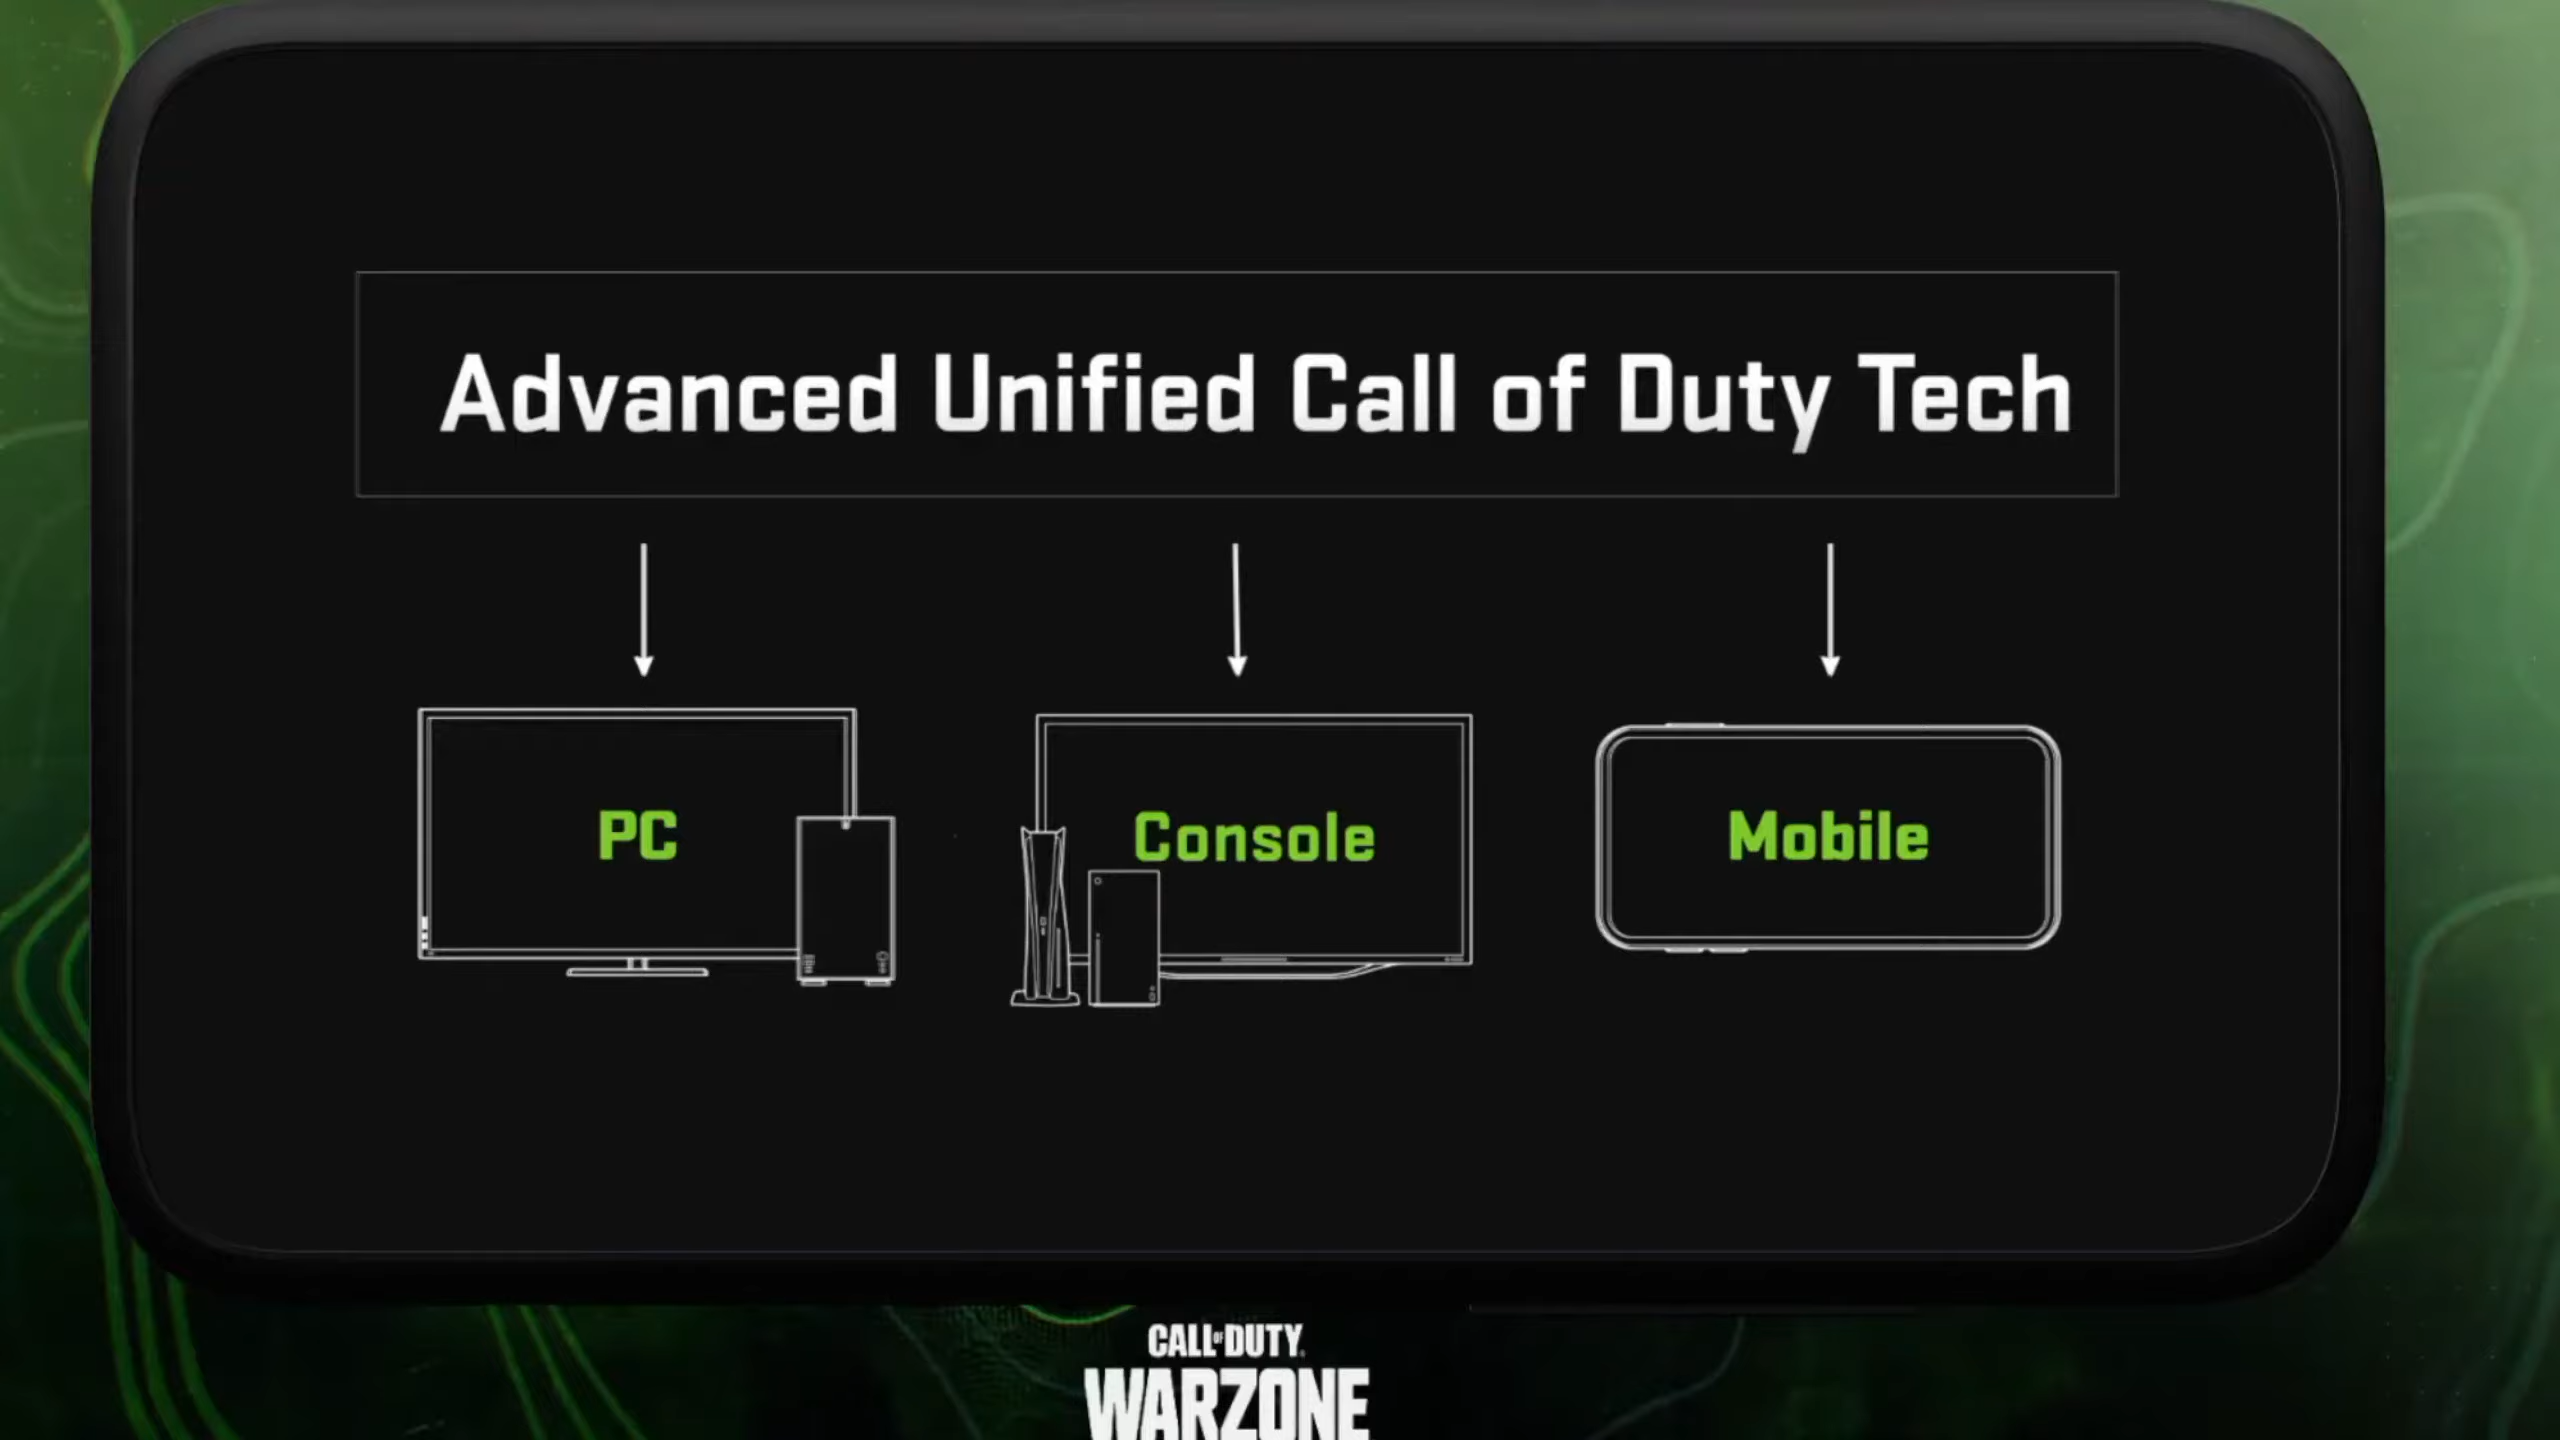 Advanced Unified Call of Duty Tech
PC
Console
Mobile
CALL OF DUTY
WARZONE